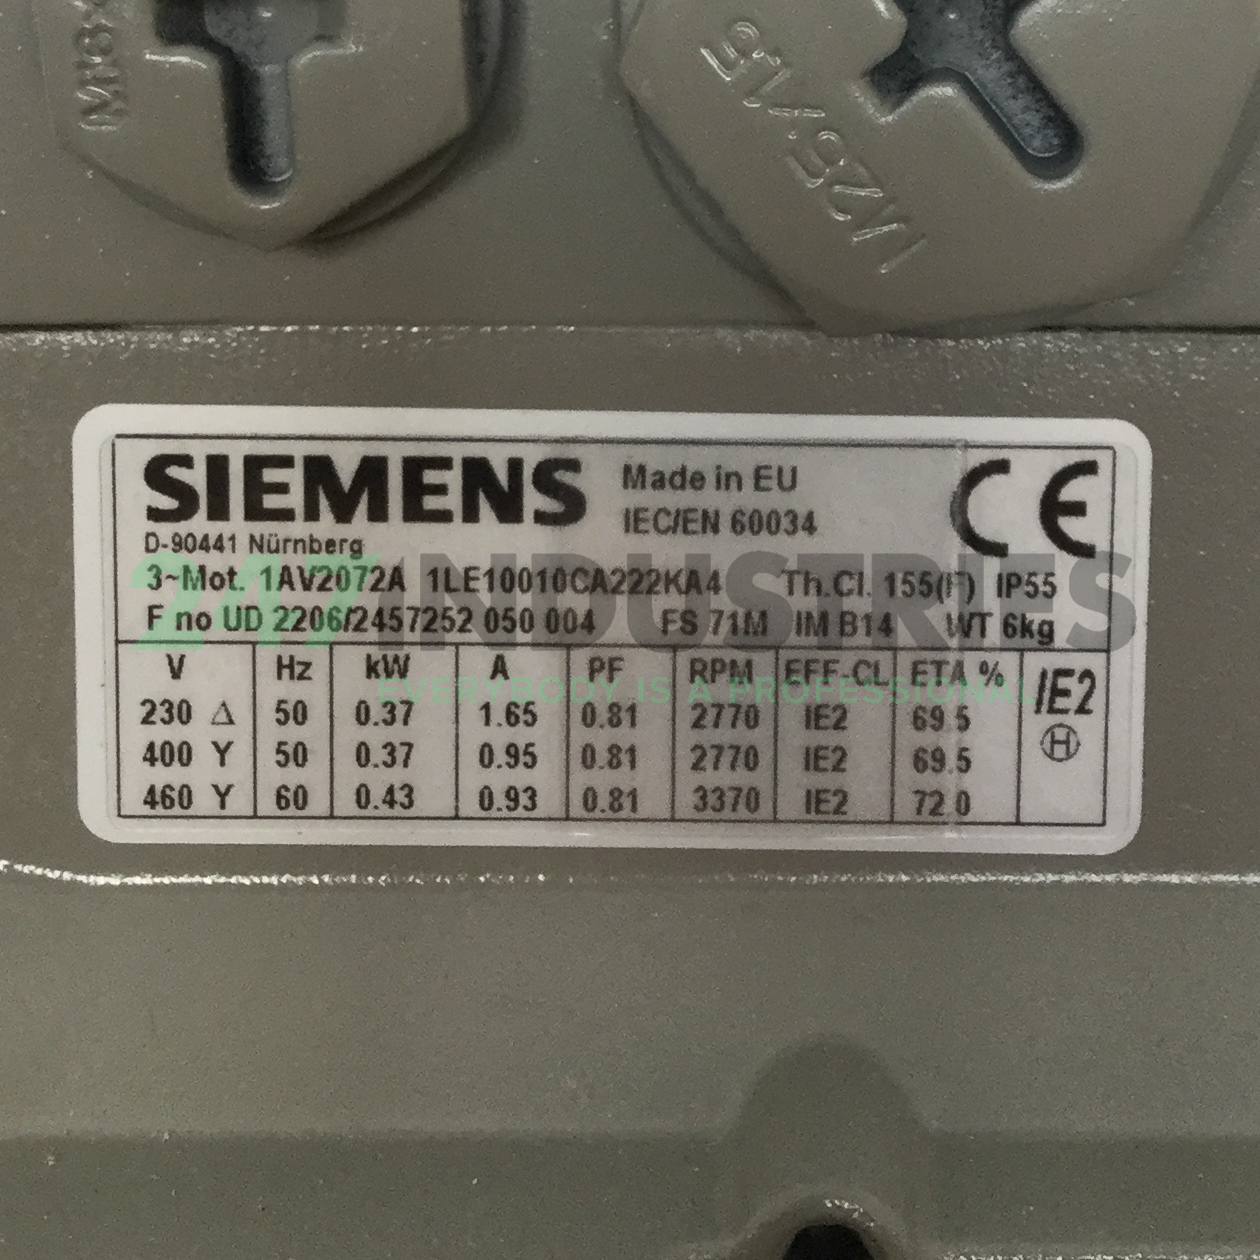 M16x
M25x1,5
SIEMENS Made in EU CE
D-90441 Nürnberg IEC/EN 60034
3~Mot. 1AV2072A 1LE10010CA222KA4 Th.Cl. 155(F) IP55
F no UD 2206/2457252 050 004 FS 71M IM B14 WT 6kg
V Hz kW A PF RPM EFF-CL ETA %
230 Δ 50 0.37 1.65 0.81 2770 IE2 69.5
400 Y 50 0.37 0.95 0.81 2770 IE2 69.5
460 Y 60 0.43 0.93 0.81 3370 IE2 72.0
IE2
H
247 INDUSTRIES
EVERYBODY IS A PROFESSIONAL